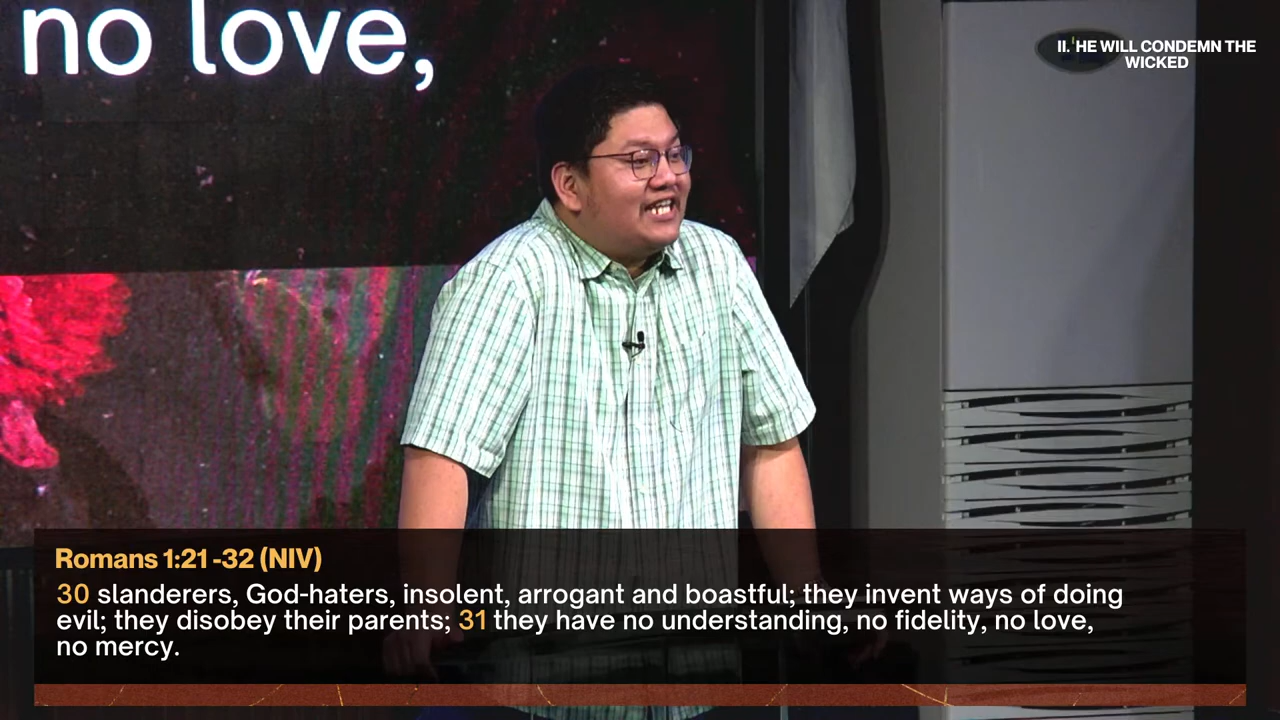 no love,
II. HE WILL CONDEMN THE
WICKED
Romans 1:21-32 (NIV)
30 slanderers, God-haters, insolent, arrogant and boastful; they invent ways of doing
evil; they disobey their parents; 31 they have no understanding, no fidelity, no love,
no mercy.